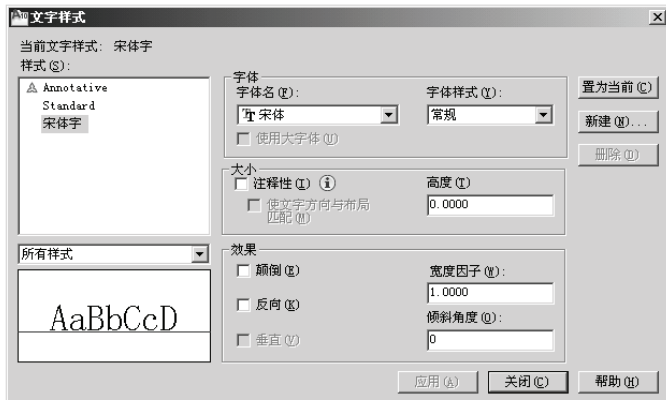 文字样式
当前文字样式: 宋体字
样式(S):
Annotative
Standard
宋体字
所有样式
AaBbCcD
字体
字体名(F):
宋体
使用大字体(U)
字体样式(Y):
常规
大小
注释性(I)
使文字方向与布局
匹配(M)
高度(T)
0.0000
效果
颠倒(E)
反向(K)
垂直(V)
宽度因子(W):
1.0000
倾斜角度(O):
0
置为当前(C)
新建(N)...
删除(D)
应用(A)
关闭(C)
帮助(H)